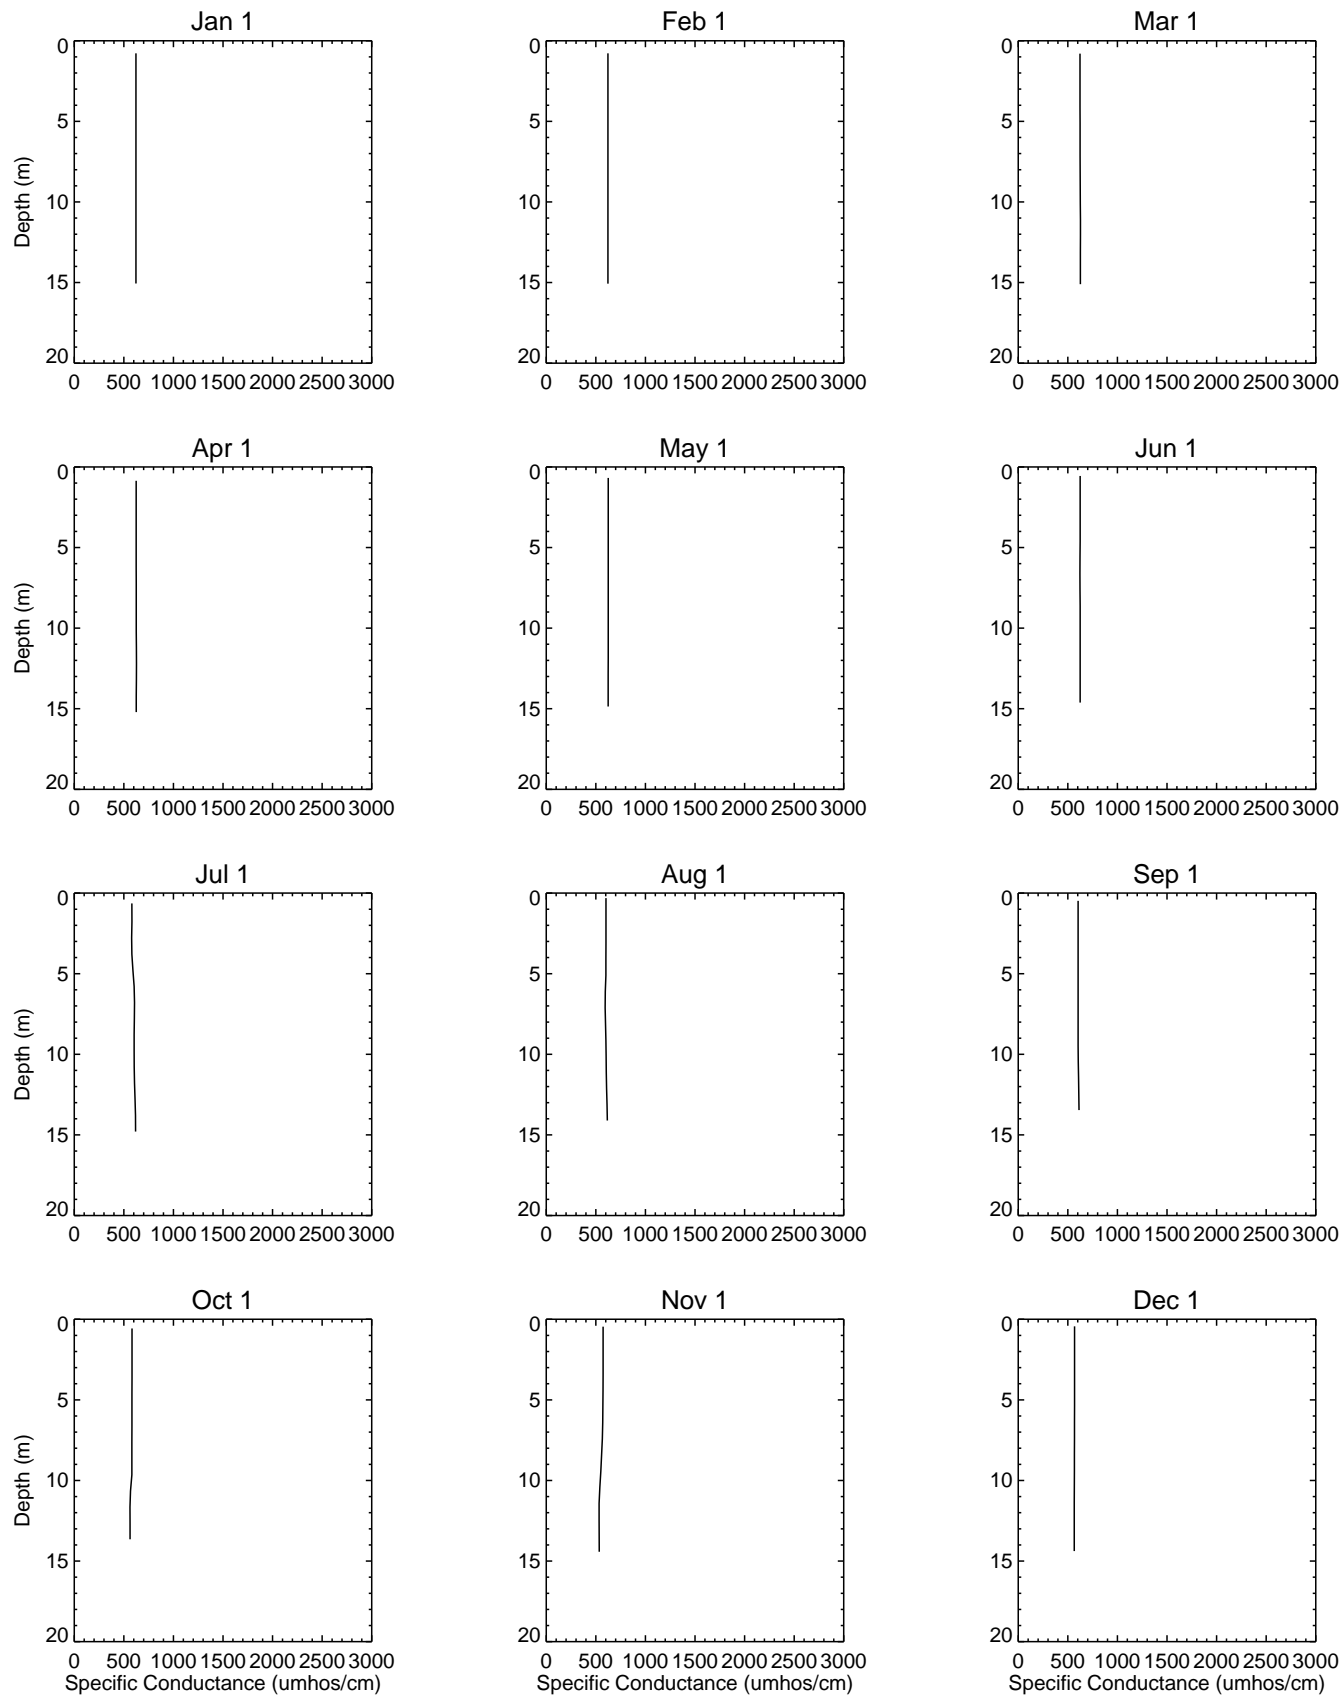 Jan 1 Feb 1 Mar 1
0 0 0
5 5 5
Depth (m)
10 10 10
15 15 15
20 20 20
0 500 1000 1500 2000 2500 3000 0 500 1000 1500 2000 2500 3000 0 500 1000 1500 2000 2500 3000
Apr 1 May 1 Jun 1
0 0 0
5 5 5
Depth (m)
10 10 10
15 15 15
20 20 20
0 500 1000 1500 2000 2500 3000 0 500 1000 1500 2000 2500 3000 0 500 1000 1500 2000 2500 3000
Jul 1 Aug 1 Sep 1
0 0 0
5 5 5
Depth (m)
10 10 10
15 15 15
20 20 20
0 500 1000 1500 2000 2500 3000 0 500 1000 1500 2000 2500 3000 0 500 1000 1500 2000 2500 3000
Oct 1 Nov 1 Dec 1
0 0 0
5 5 5
Depth (m)
10 10 10
15 15 15
20 20 20
0 500 1000 1500 2000 2500 3000 0 500 1000 1500 2000 2500 3000 0 500 1000 1500 2000 2500 3000
Specific Conductance (umhos/cm) Specific Conductance (umhos/cm) Specific Conductance (umhos/cm)